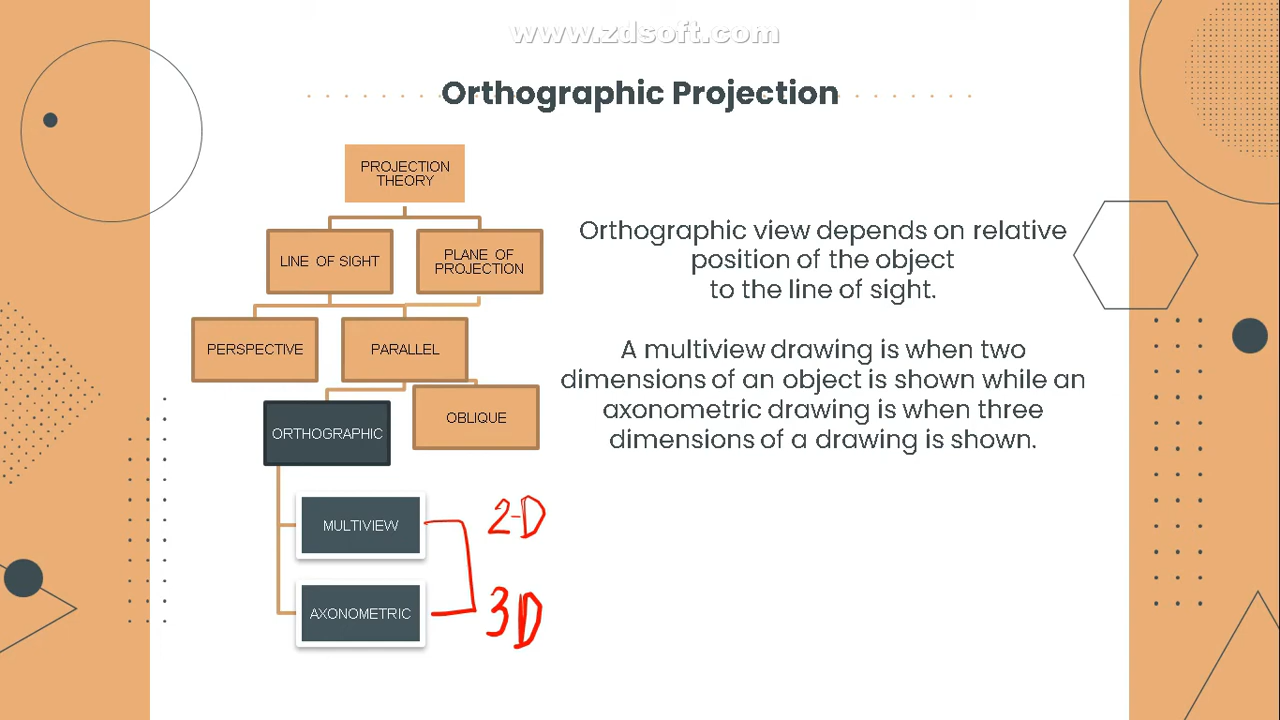 www.zdsoft.com
Orthographic Projection
PROJECTION
THEORY
LINE OF SIGHT
PLANE OF
PROJECTION
PERSPECTIVE
PARALLEL
ORTHOGRAPHIC
OBLIQUE
MULTIVIEW
2-D
AXONOMETRIC
3D
Orthographic view depends on relative
position of the object
to the line of sight.
A multiview drawing is when two
dimensions of an object is shown while an
axonometric drawing is when three
dimensions of a drawing is shown.